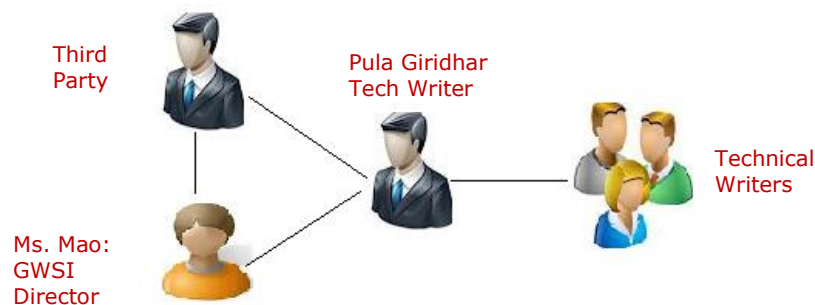 Third
Party
Pula Giridhar
Tech Writer
Technical
Writers
Ms. Mao:
GWSI
Director